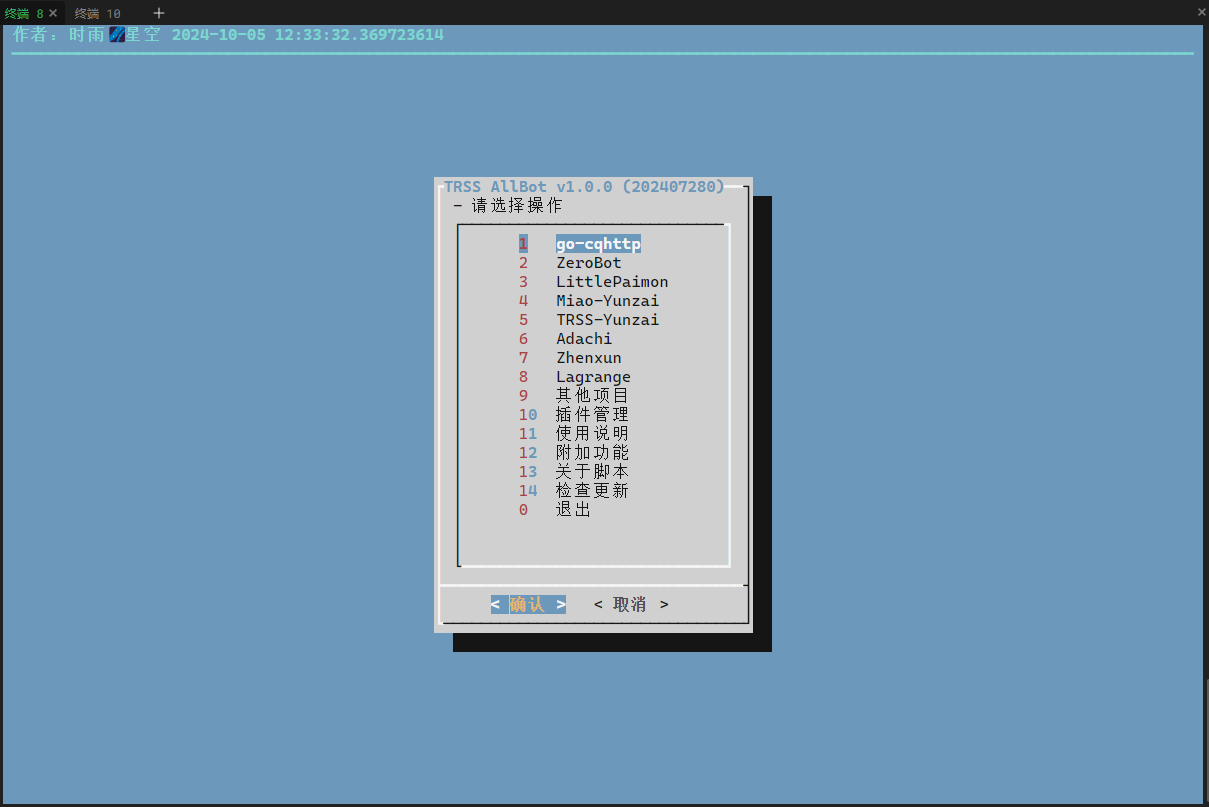 终端 8 × 终端 10 + ×
作者：时雨🌌星空 2024-10-05 12:33:32.369723614
TRSS AllBot v1.0.0 (202407280)
- 请选择操作
1 go-cqhttp
2 ZeroBot
3 LittlePaimon
4 Miao-Yunzai
5 TRSS-Yunzai
6 Adachi
7 Zhenxun
8 Lagrange
9 其他项目
10 插件管理
11 使用说明
12 附加功能
13 关于脚本
14 检查更新
0 退出
< 确认 > < 取消 >